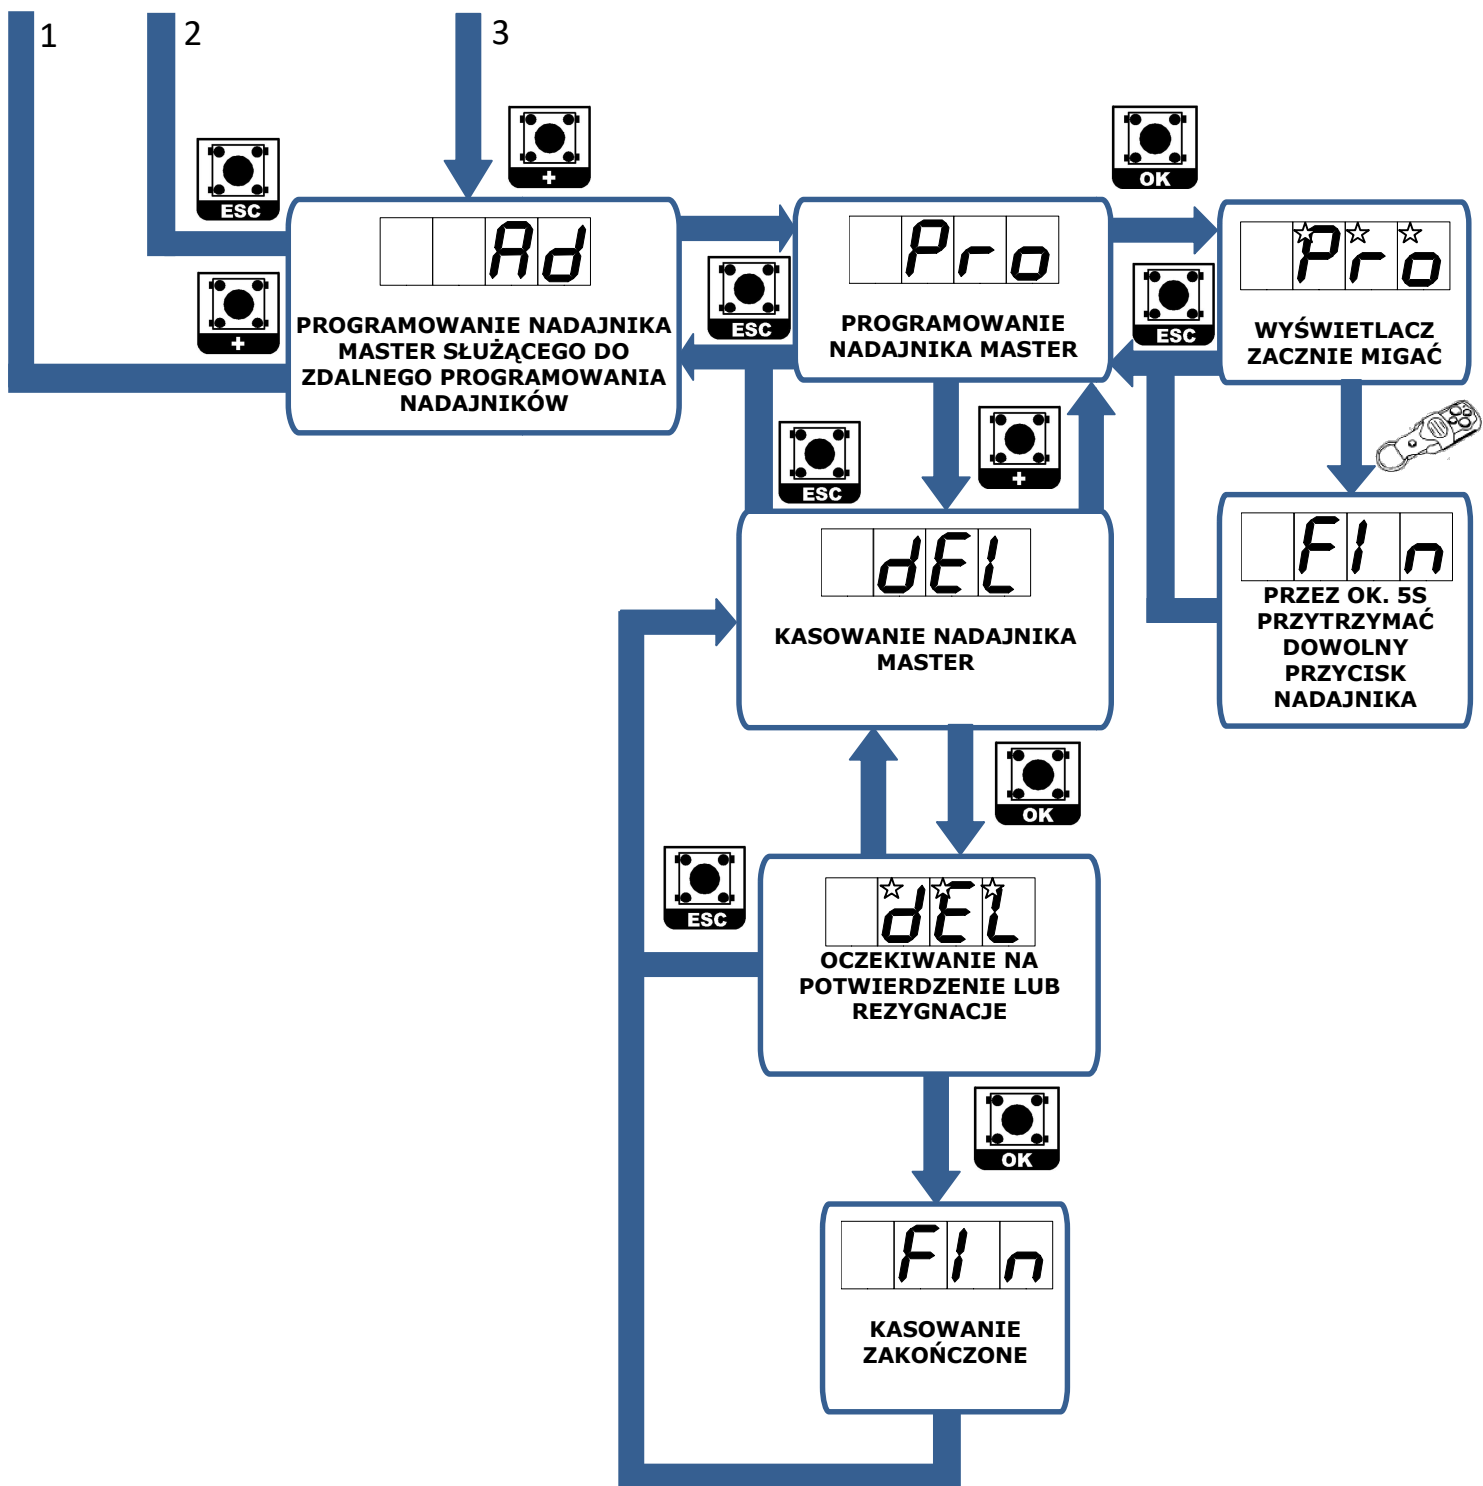 1
2
3
+
OK
ESC
Ad
Pro
Pro
+
ESC
ESC
PROGRAMOWANIE NADAJNIKA
MASTER SŁUŻĄCEGO DO
ZDALNEGO PROGRAMOWANIA
NADAJNIKÓW
PROGRAMOWANIE
NADAJNIKA MASTER
WYŚWIETLACZ
ZACZNIE MIGAĆ
ESC
+
dEL
KASOWANIE NADAJNIKA
MASTER
FIn
PRZEZ OK. 5S
PRZYTRZYMAĆ
DOWOLNY
PRZYCISK
NADAJNIKA
OK
ESC
dEL
OCZEKIWANIE NA
POTWIERDZENIE LUB
REZYGNACJE
OK
FIn
KASOWANIE
ZAKOŃCZONE